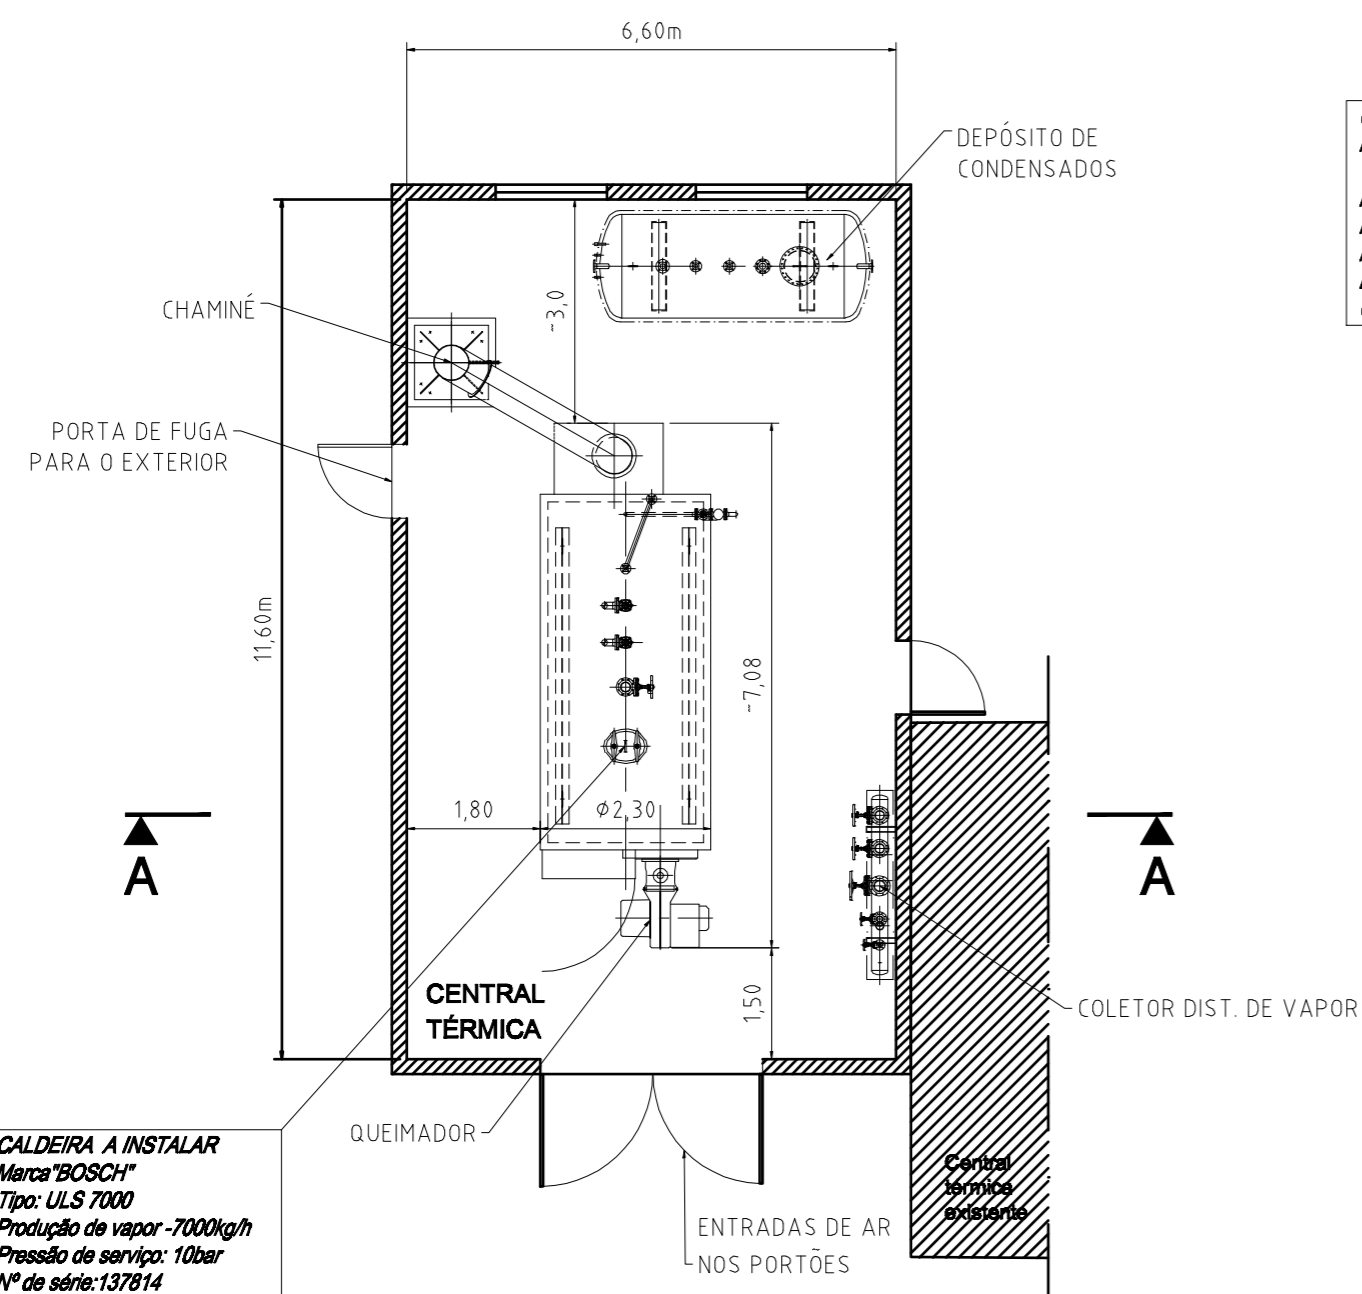 6,60m
DEPÓSITO DE
CONDENSADOS
CHAMINÉ
~3,0
PORTA DE FUGA
PARA O EXTERIOR
11,60m
~7,08
1,80
φ2,30
A
A
CENTRAL
TÉRMICA
1,50
COLETOR DIST. DE VAPOR
QUEIMADOR
CALDEIRA A INSTALAR
Marca"BOSCH"
Tipo: ULS 7000
Produção de vapor -7000kg/h
Pressão de serviço: 10bar
Nº de série:137814
Central
termica
existente
ENTRADAS DE AR
NOS PORTÕES